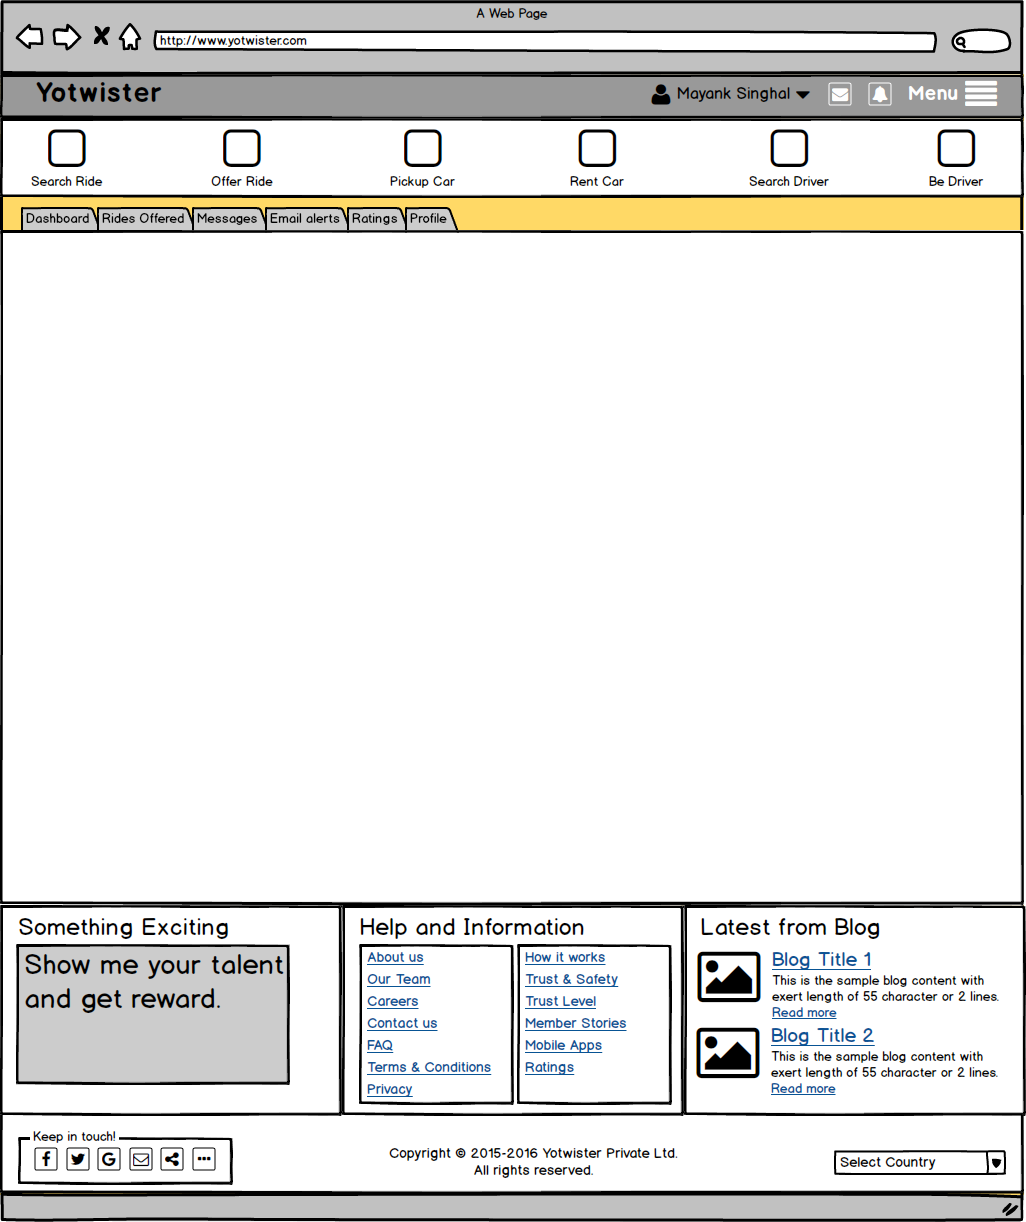 A Web Page
http://www.yotwister.com
Yotwister
Mayank Singhal
Menu
Search Ride
Offer Ride
Pickup Car
Rent Car
Search Driver
Be Driver
Dashboard
Rides Offered
Messages
Email alerts
Ratings
Profile
Something Exciting
Show me your talent
and get reward.
Help and Information
About us
Our Team
Careers
Contact us
FAQ
Terms & Conditions
Privacy
How it works
Trust & Safety
Trust Level
Member Stories
Mobile Apps
Ratings
Latest from Blog
Blog Title 1
This is the sample blog content with
exert length of 55 character or 2 lines.
Read more
Blog Title 2
This is the sample blog content with
exert length of 55 character or 2 lines.
Read more
Keep in touch!
Copyright © 2015-2016 Yotwister Private Ltd.
All rights reserved.
Select Country